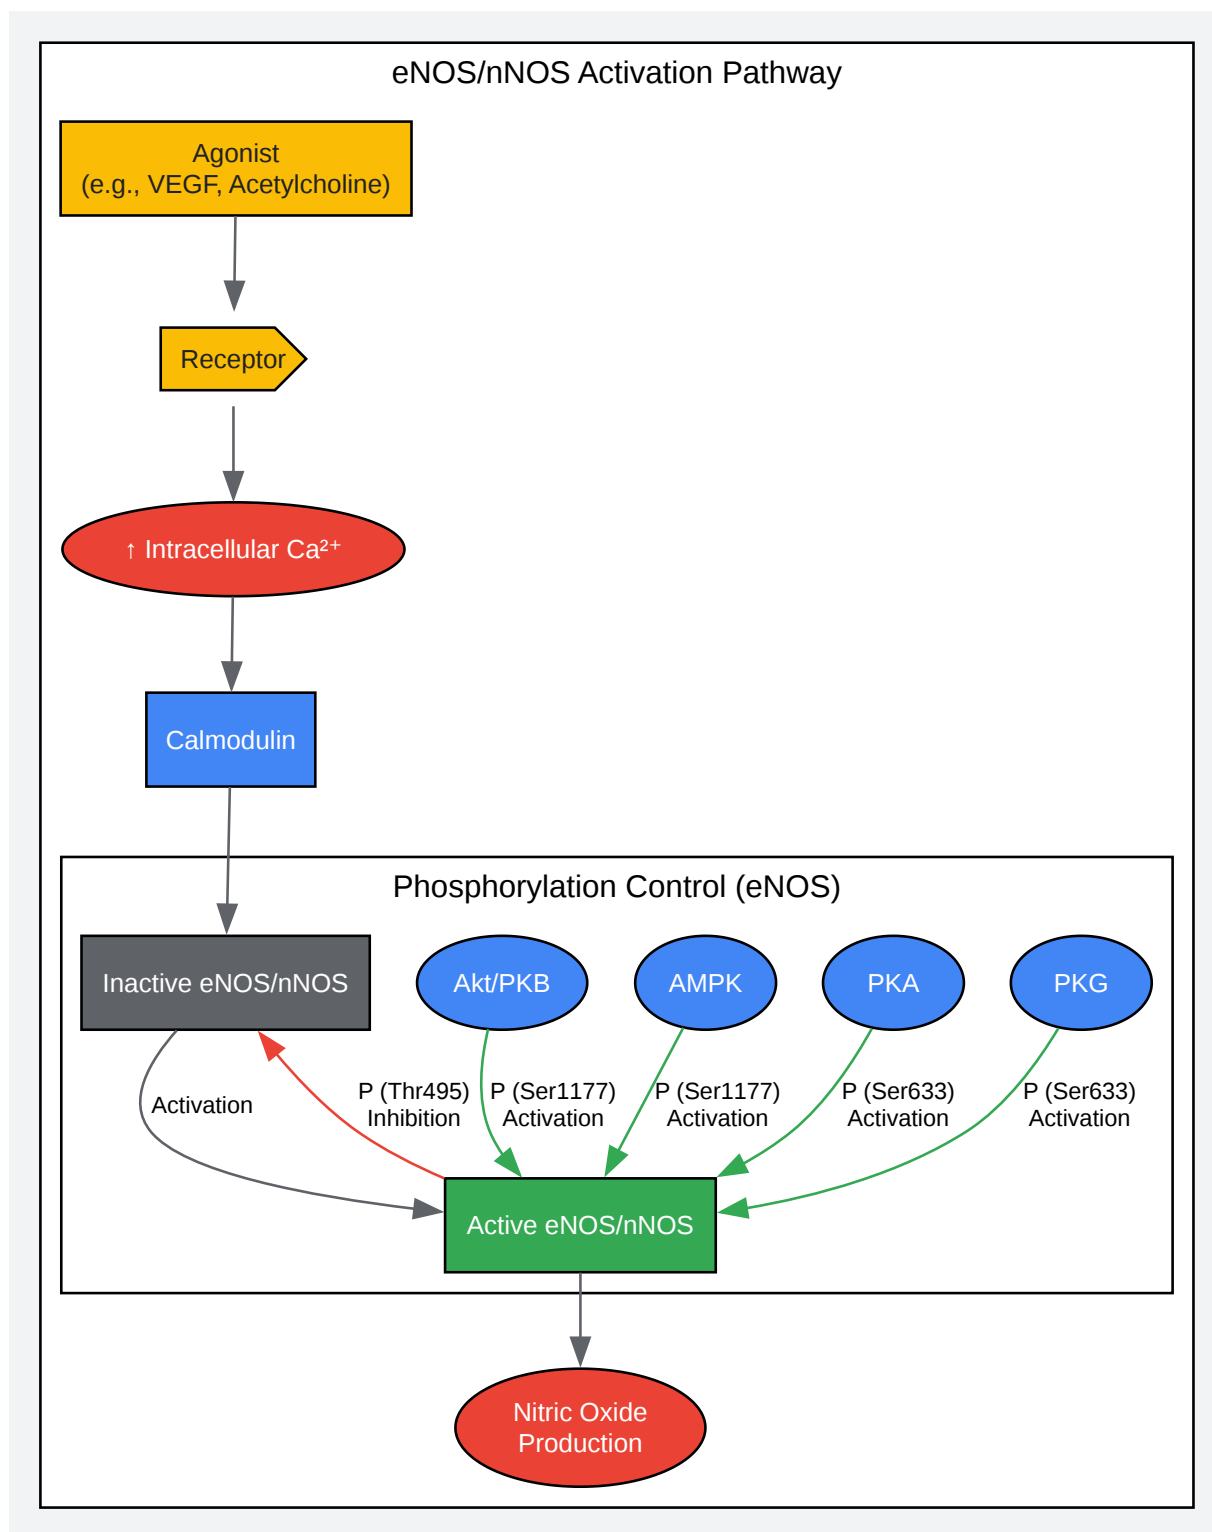 eNOS/nNOS Activation Pathway
Agonist
(e.g., VEGF, Acetylcholine)
Receptor
↑ Intracellular Ca²⁺
Calmodulin
Phosphorylation Control (eNOS)
Inactive eNOS/nNOS
Akt/PKB
AMPK
PKA
PKG
Activation
P (Thr495)
Inhibition
P (Ser1177)
Activation
P (Ser1177)
Activation
P (Ser633)
Activation
P (Ser633)
Activation
Active eNOS/nNOS
Nitric Oxide
Production